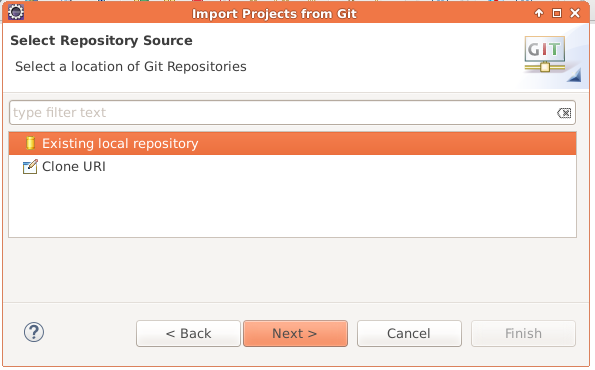 Import Projects from Git
Select Repository Source
Select a location of Git Repositories
GIT
type filter text
Existing local repository
Clone URI
?
< Back
Next >
Cancel
Finish